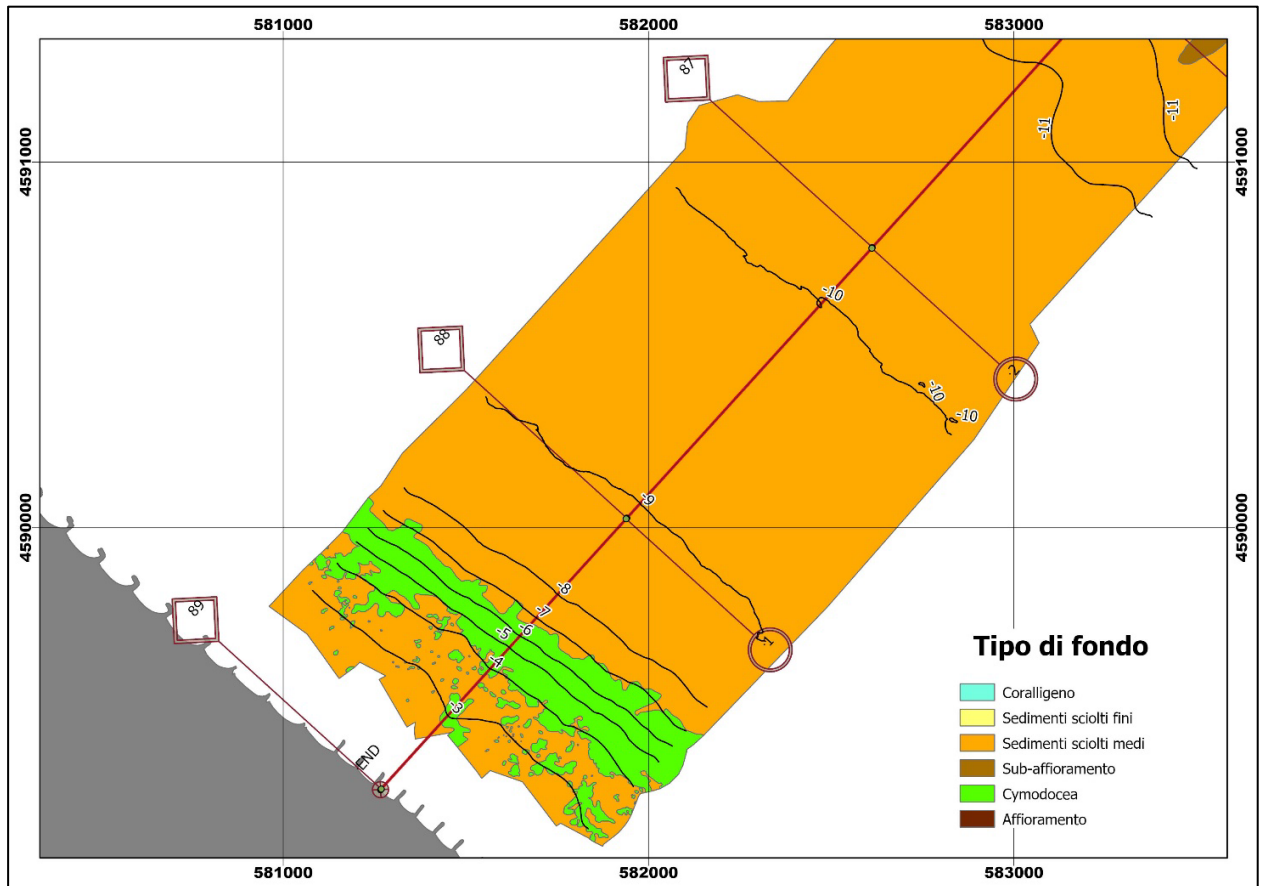 581000 582000 583000
87
4591000 4591000
-11
-11
-10
88
-2
-10
-10
-9
4590000 4590000
-8
89
-7
-6
-5
-1
-4
-3
END
Tipo di fondo
Coralligeno
Sedimenti sciolti fini
Sedimenti sciolti medi
Sub-affioramento
Cymodocea
Affioramento
581000 582000 583000